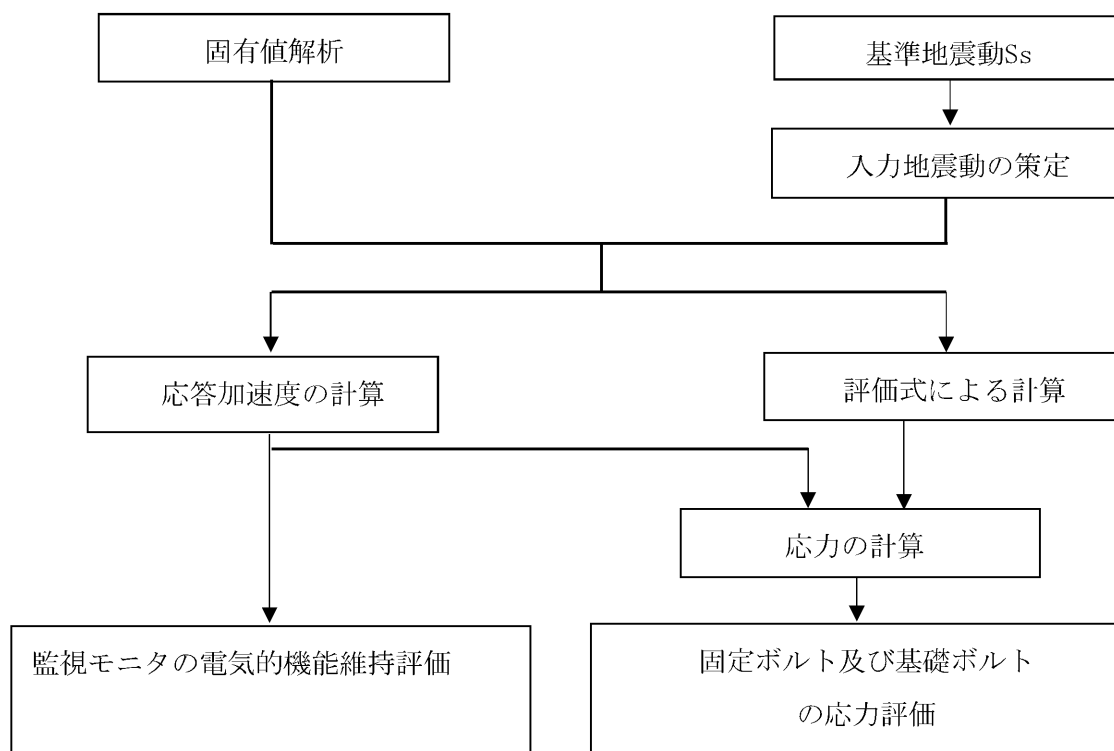 固有値解析
基準地震動Ss
入力地震動の策定
応答加速度の計算
評価式による計算
応力の計算
監視モニタの電気的機能維持評価
固定ボルト及び基礎ボルト
の応力評価